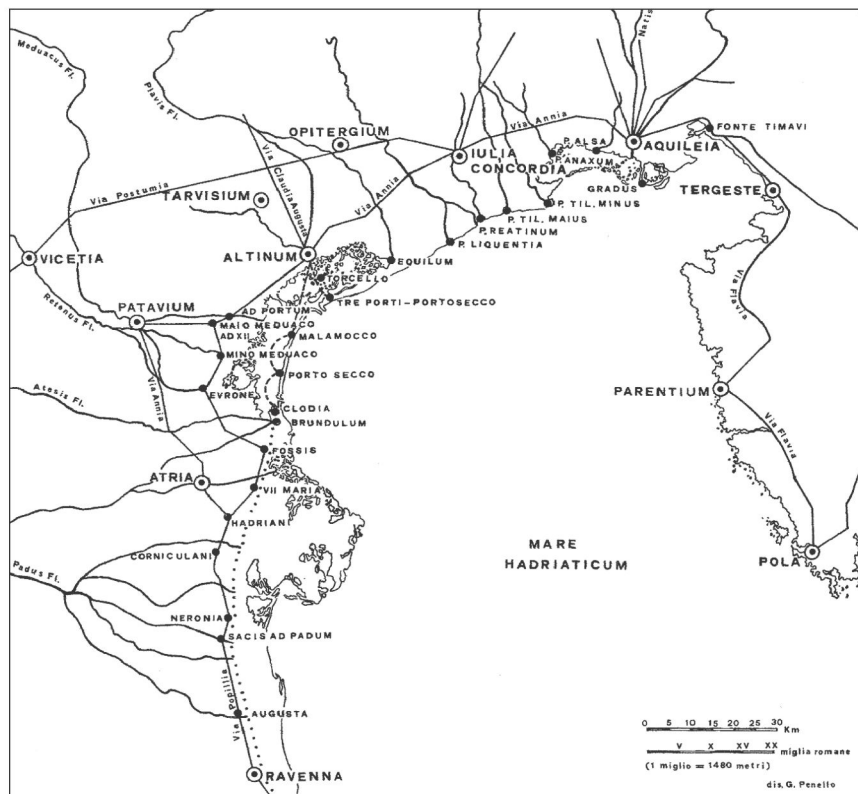 Meduacus Fl.
Plavis Fl.
Natis
OPITERGIUM
Via Annia
P. ALSA
FONTE TIMAVI
AQUILEIA
IULIA
CONCORDIA
P. ANAXUM
GRADUS
TERGESTE
Via Claudia Augusta
Via Postumia
TARVISIUM
Via Annia
P. TIL. MINUS
P. TIL. MAIUS
P. REATINUM
P. LIQUENTIA
VICETIA
ALTINUM
EQUILUM
TORCELLO
Via Flavia
Retenus Fl.
PATAVIUM
AD PORTUM
TRE PORTI-PORTOSECCO
MAIO MEDUACO
AD XII
MALAMOCCO
MINO MEDUACO
PORTO SECCO
Via Annia
EVRONE
PARENTIUM
Atesis Fl.
CLODIA
BRUNDULUM
Via Flavia
FOSSIS
ATRIA
VII MARIA
HADRIANI
MARE
HADRIATICUM
CORNICULANI
POLA
Padus Fl.
NERONIA
SACIS AD PADUM
Via Popillia
AUGUSTA
RAVENNA
0 5 10 15 20 25 30
Km
V X XV XX
miglia romane
(1 miglio = 1480 metri)
dis. G. Penello